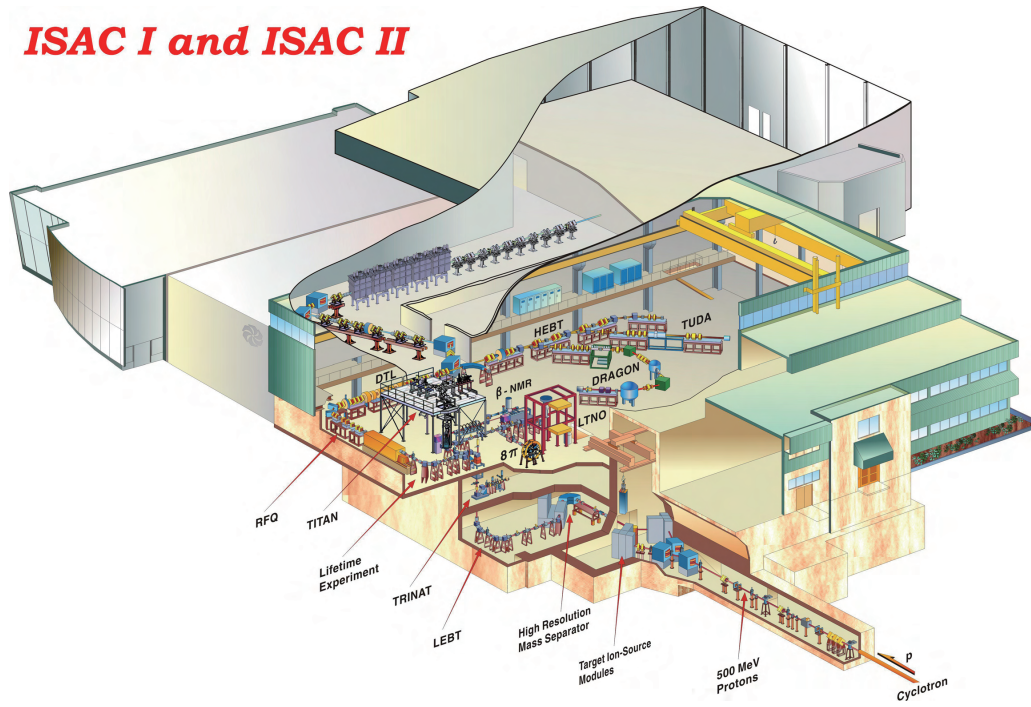 ISAC I and ISAC II
HEBT
TUDA
DTL
β - NMR
DRAGON
LTNO
8π
RFQ
TITAN
Lifetime
Experiment
TRINAT
LEBT
High Resolution
Mass Separator
Target Ion-Source
Modules
500 MeV
Protons
p
Cyclotron